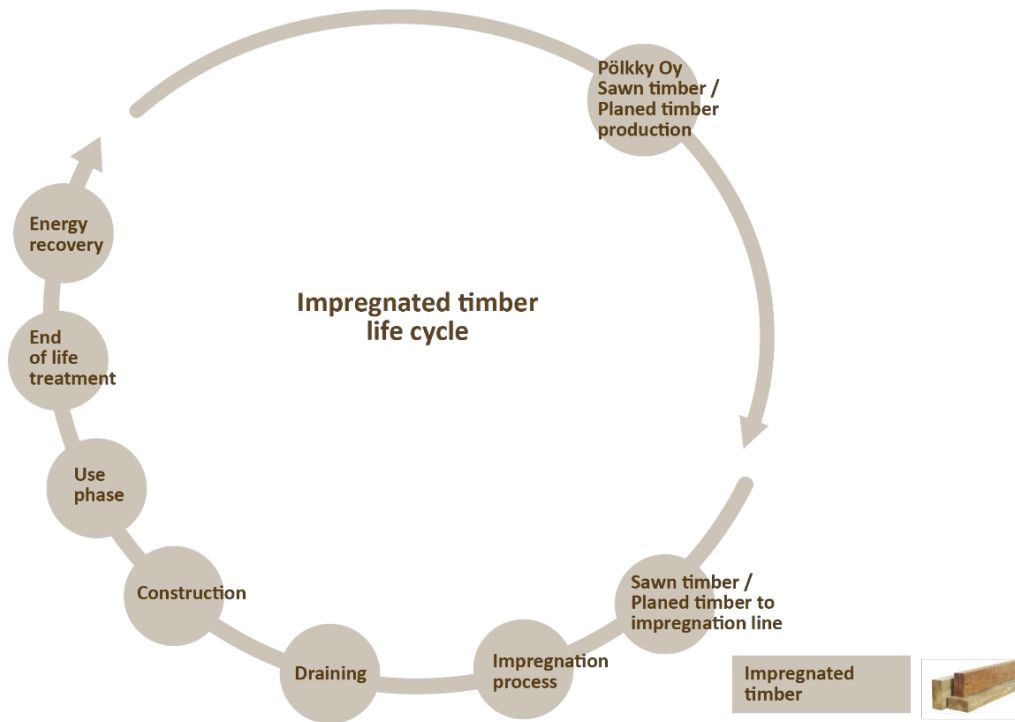 Pölkky Oy
Sawn timber /
Planed timber
production
Energy
recovery
Impregnated timber
life cycle
End
of life
treatment
Use
phase
Construction
Sawn timber /
Planed timber to
impregnation line
Draining
Impregnation
process
Impregnated
timber